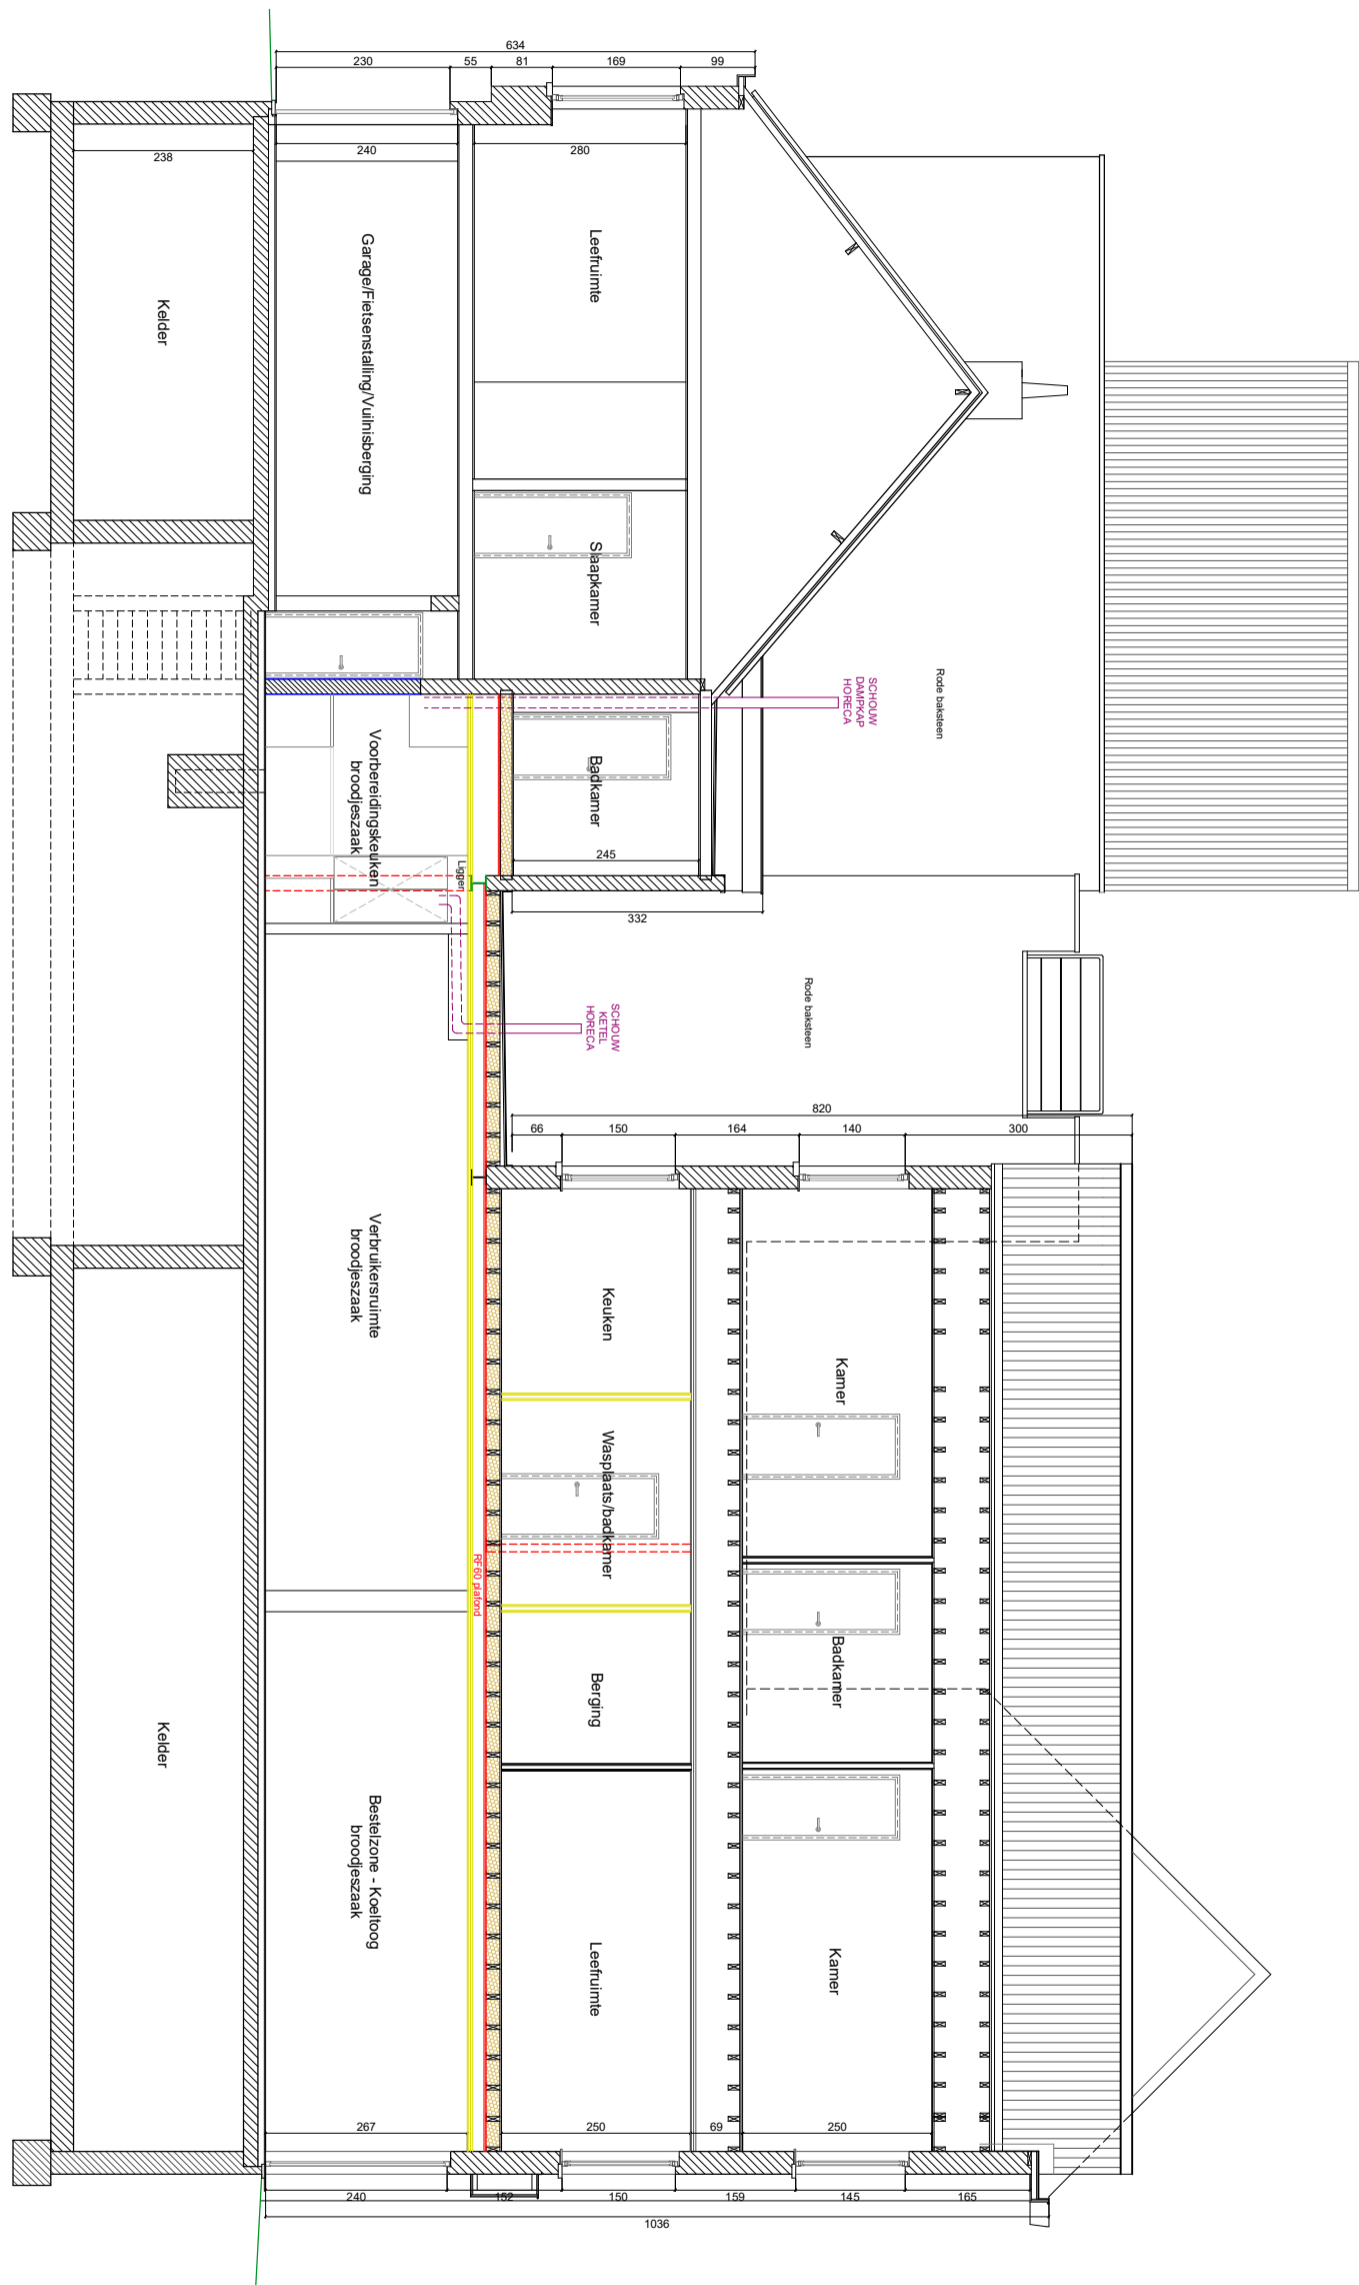 634
230
55
81
169
99
238
240
280
Kelder
Garage/Fietsenstalling/Vuilnisberging
Leefruimte
Slaapkamer
Badkamer
245
332
SCHOUW
DAMPKAP
HORECA
Rode baksteen
Voorbereidingskeuken
broodjeszaak
Ligger
SCHOUW
KETEL
HORECA
Rode baksteen
820
66
150
164
140
300
Verbruikersruimte
broodjeszaak
Keuken
Kamer
Wasplaats/badkamer
RF60 plafond
Badkamer
Berging
Kelder
Bestelzone - Koeltoog
broodjeszaak
Leefruimte
Kamer
267
250
69
250
240
152
150
159
145
165
1036